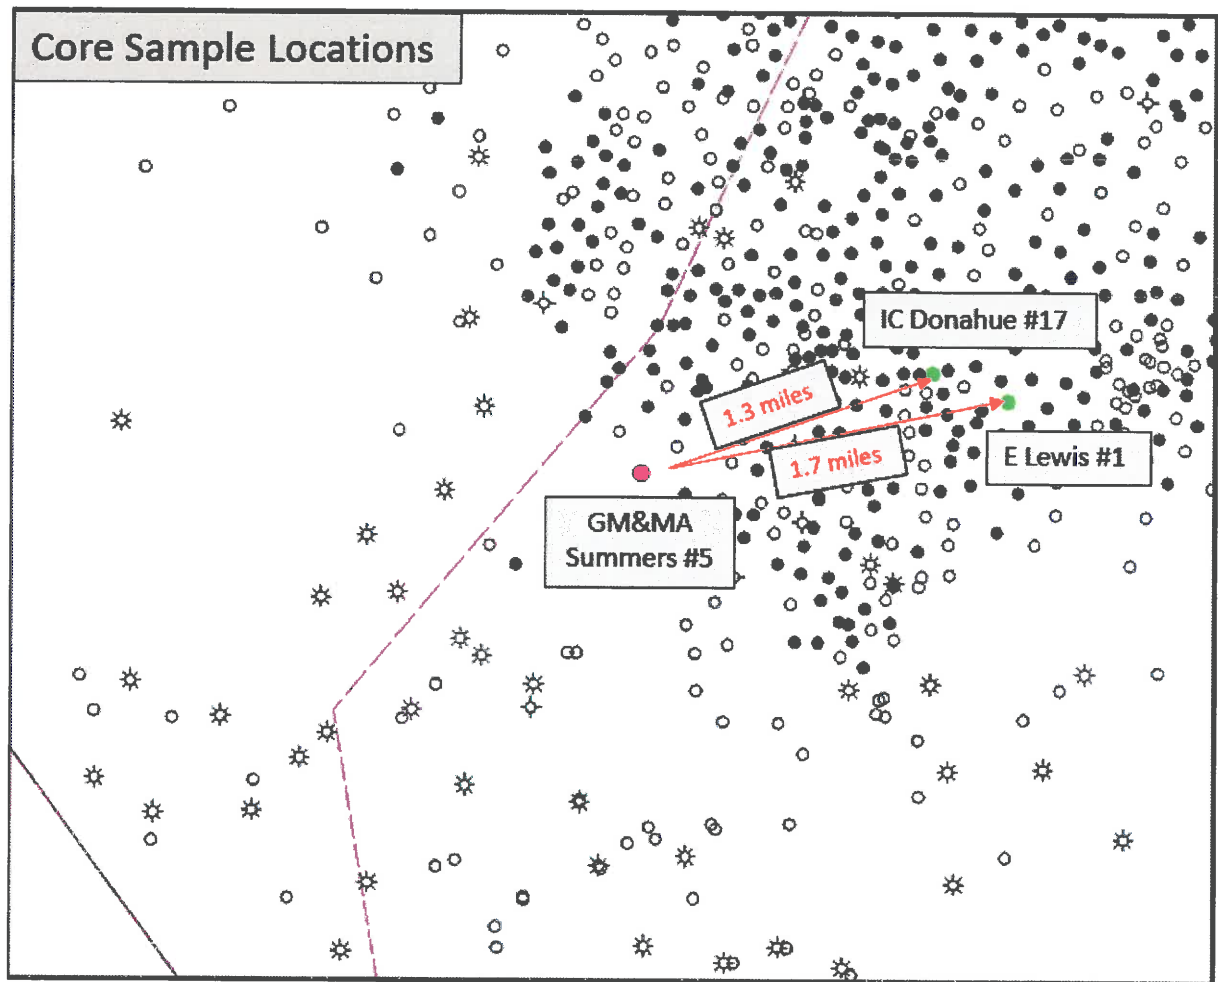 Core Sample Locations
IC Donahue #17
1.3 miles
1.7 miles
E Lewis #1
GM&MA
Summers #5